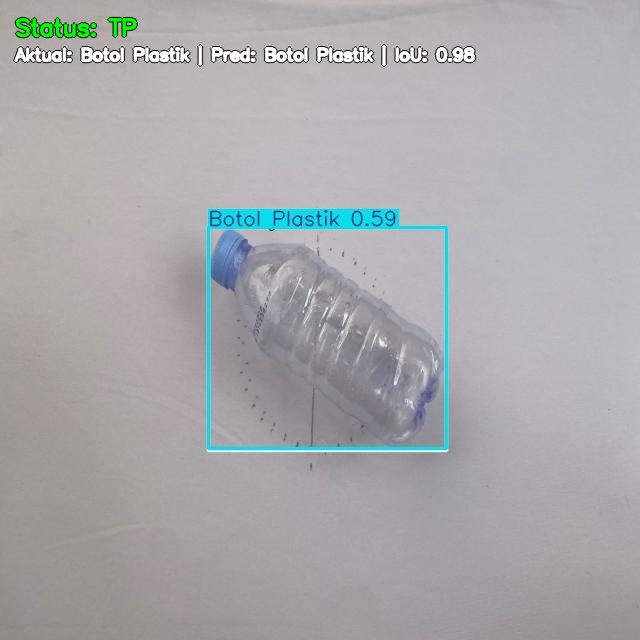 Status: TP
Aktual: Botol Plastik | Pred: Botol Plastik | IoU: 0.98
Botol Plastik 0.59